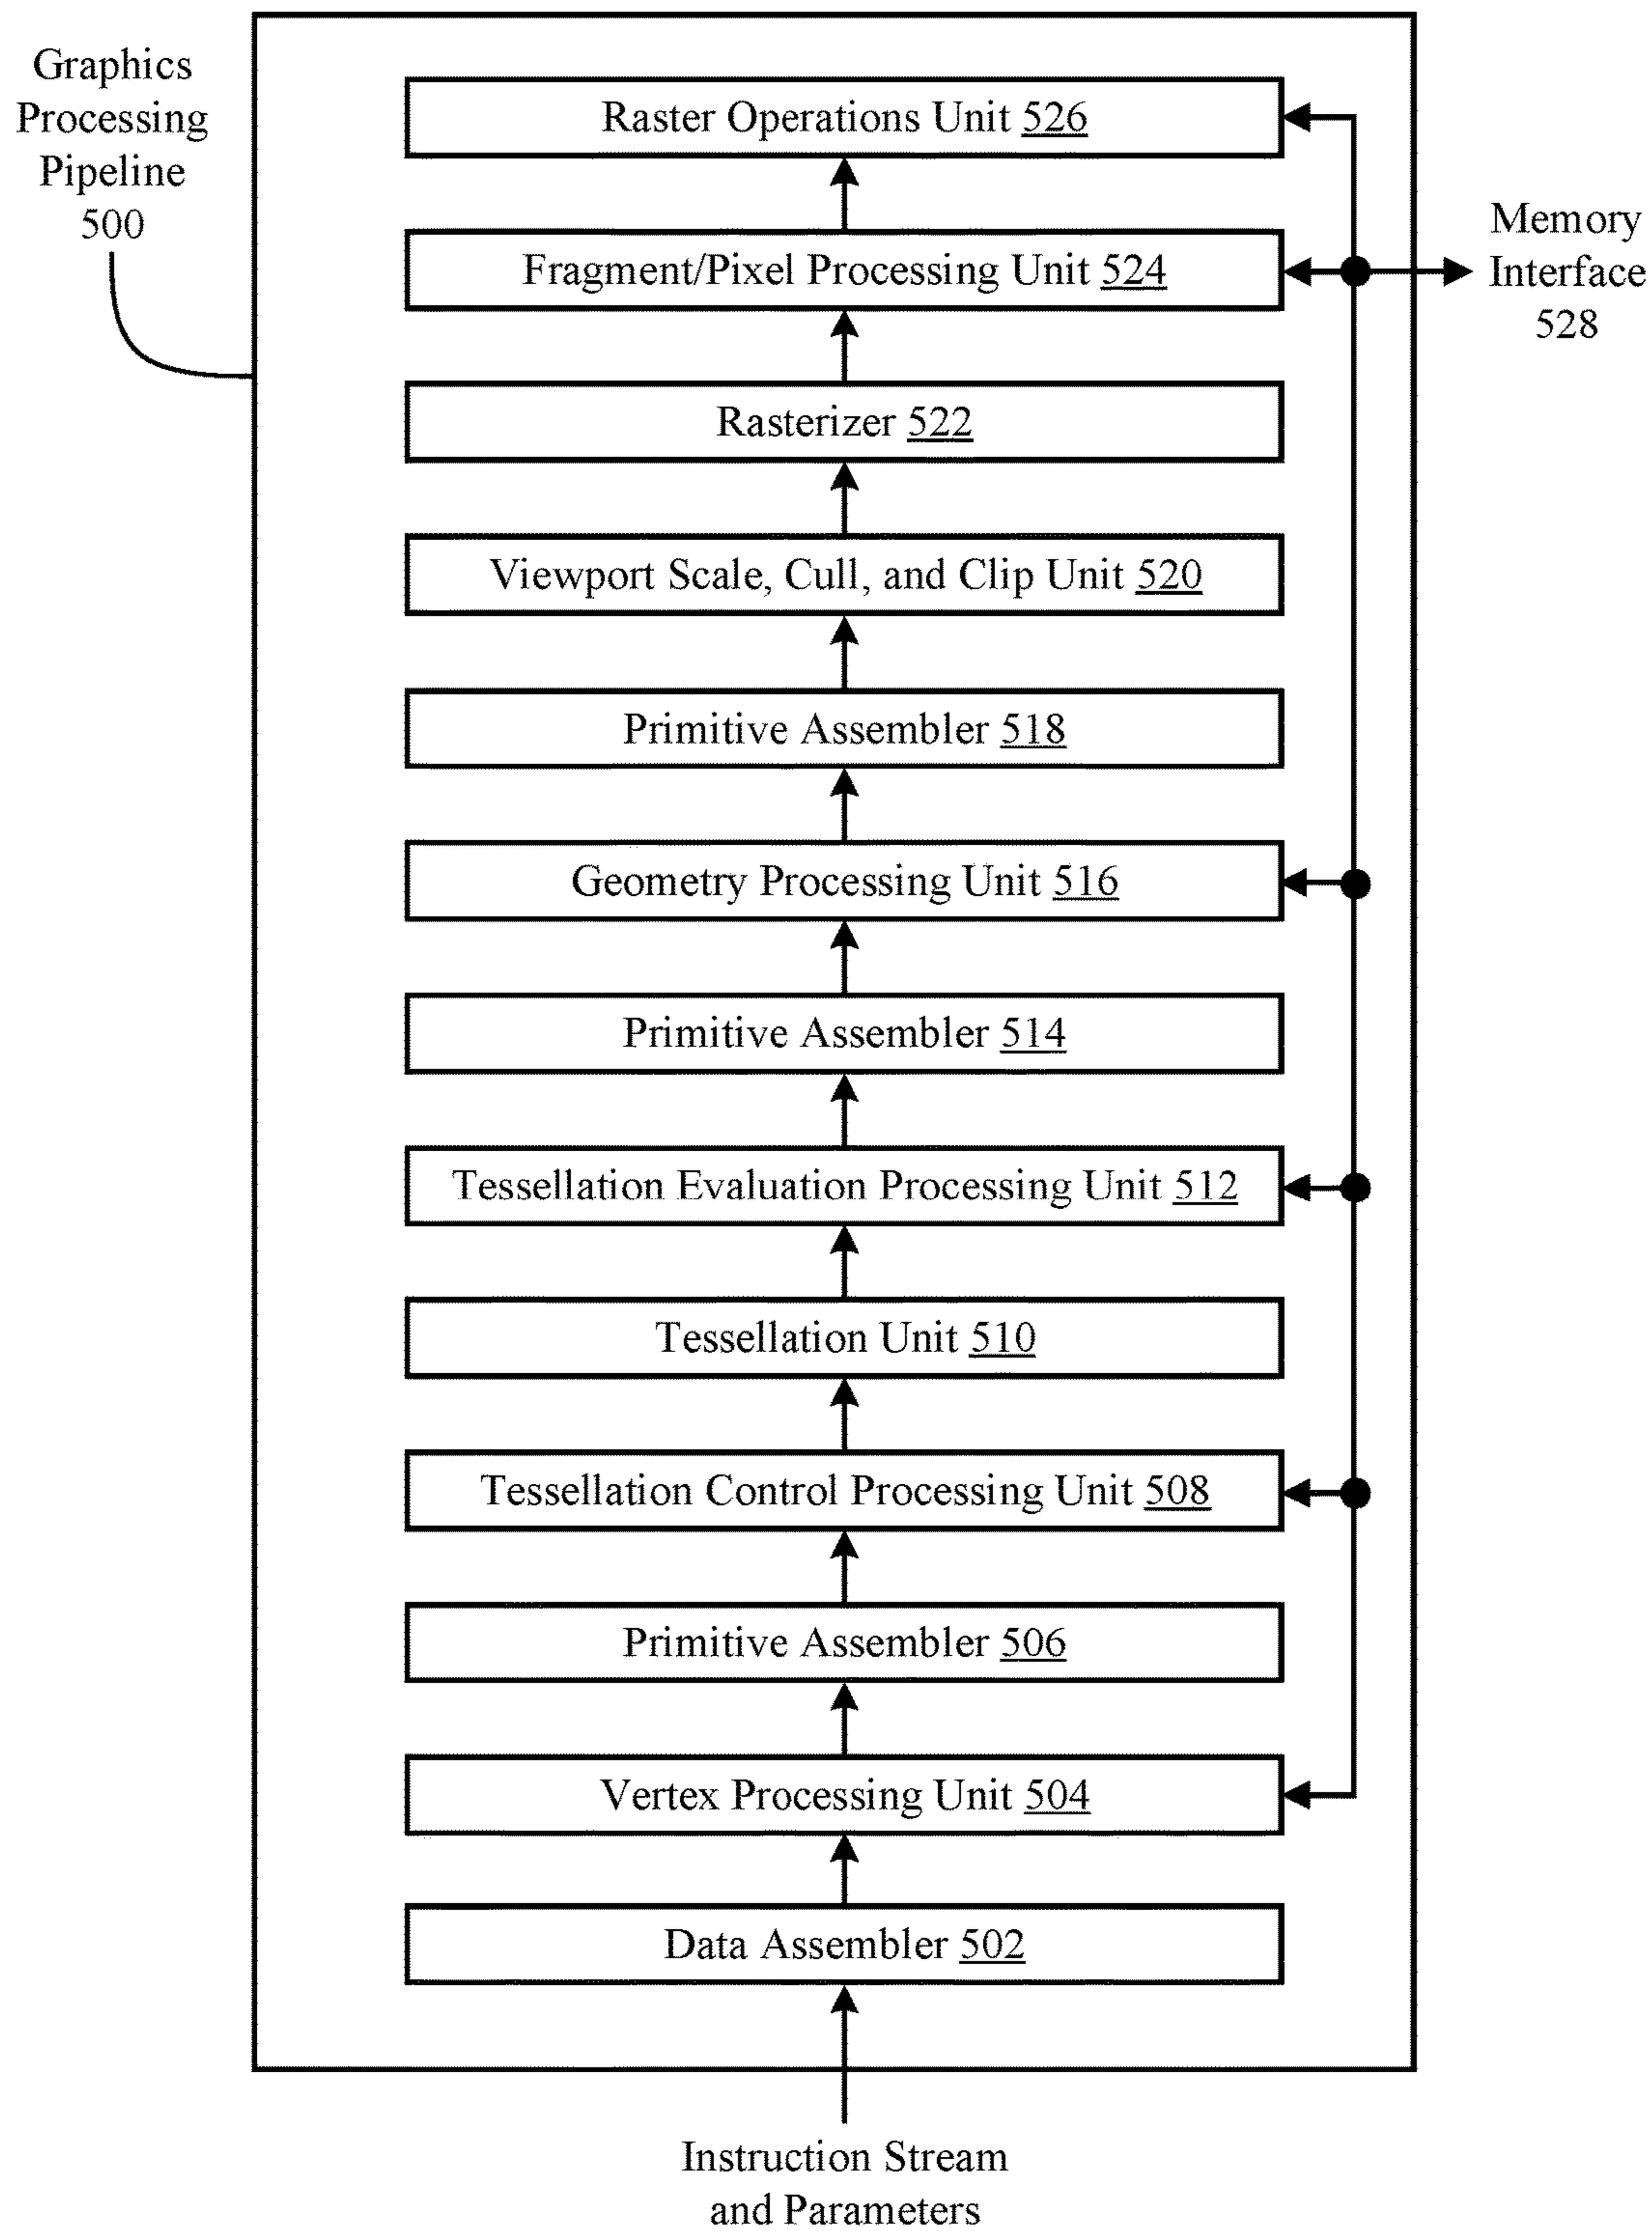 Graphics
Processing
Pipeline
500
Raster Operations Unit 526
Fragment/Pixel Processing Unit 524
Memory
Interface
528
Rasterizer 522
Viewport Scale, Cull, and Clip Unit 520
Primitive Assembler 518
Geometry Processing Unit 516
Primitive Assembler 514
Tessellation Evaluation Processing Unit 512
Tessellation Unit 510
Tessellation Control Processing Unit 508
Primitive Assembler 506
Vertex Processing Unit 504
Data Assembler 502
Instruction Stream
and Parameters